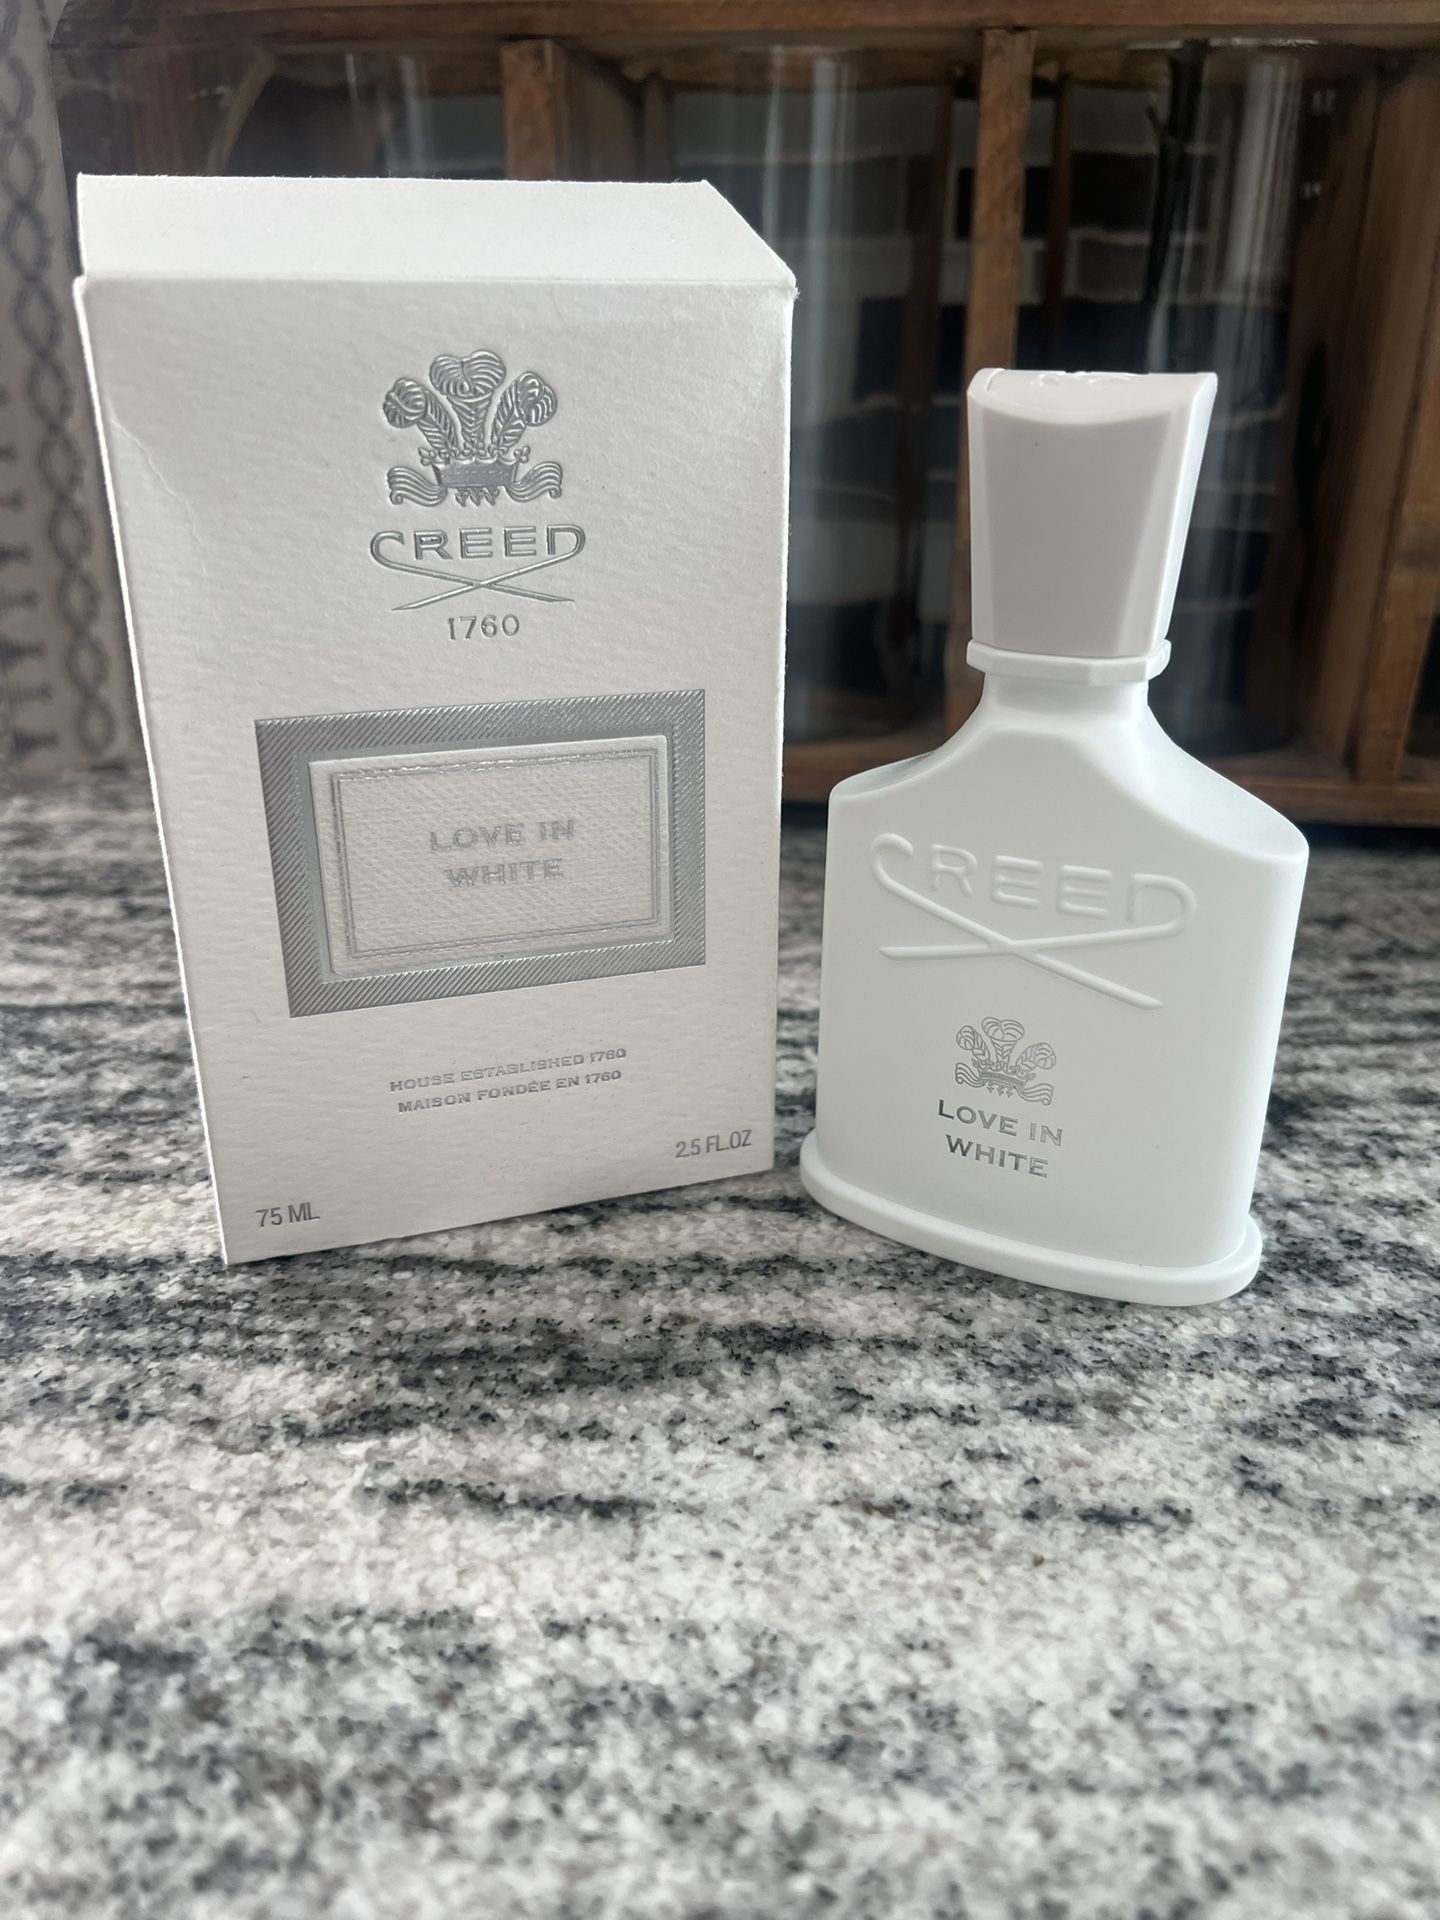 CREED
1760
LOVE IN
WHITE
HOUSE ESTABLISHED 1760
MAISON FONDÉE EN 1760
75 ML
2.5 FL.OZ
CREED
LOVE IN
WHITE